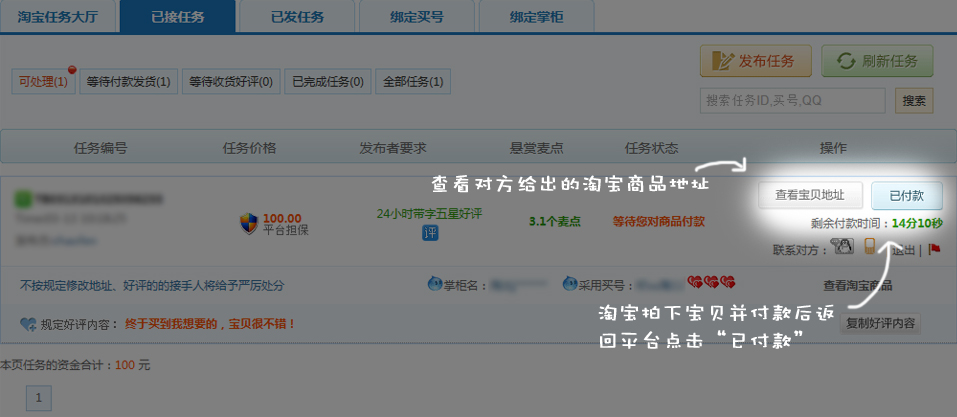 淘宝任务大厅 已接任务 已发任务 绑定买号 绑定掌柜
发布任务 刷新任务
可处理(1) 等待付款发货(1) 等待收货好评(0) 已完成任务(0) 全部任务(1)
搜索任务ID,买号,QQ 搜索
任务编号 任务价格 发布者要求 悬赏麦点 任务状态 操作
查看对方给出的淘宝商品地址
查看宝贝地址 已付款
100.00
平台担保
24小时带字五星好评
评
3.1个麦点
等待您对商品付款
剩余付款时间：14分10秒
联系对方： 退出 |
不按规定修改地址、好评的的接手人将给予严厉处分 掌柜名： 采用买号： 查看淘宝商品
淘宝拍下宝贝并付款后返
回平台点击“已付款”
规定好评内容： 终于买到我想要的，宝贝很不错！ 复制好评内容
本页任务的资金合计：100 元
1